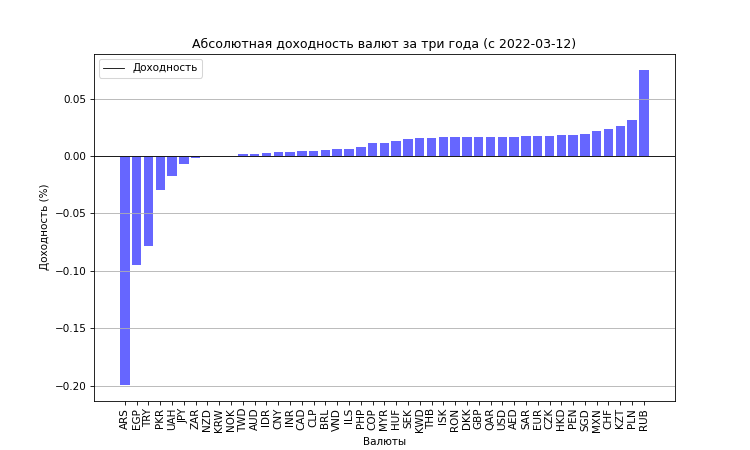 Абсолютная доходность валют за три года (с 2022-03-12)
Доходность
0.05
0.00
−0.05
−0.10
−0.15
−0.20
Доходность (%)
ARS EGP TRY PKR UAH JPY ZAR NZD KRW NOK TWD AUD IDR CNY INR CAD CLP BRL VND ILS PHP COP MYR HUF SEK KWD THB ISK RON DKK GBP QAR USD AED SAR EUR CZK HKD PEN SGD MXN CHF KZT PLN RUB
Валюты